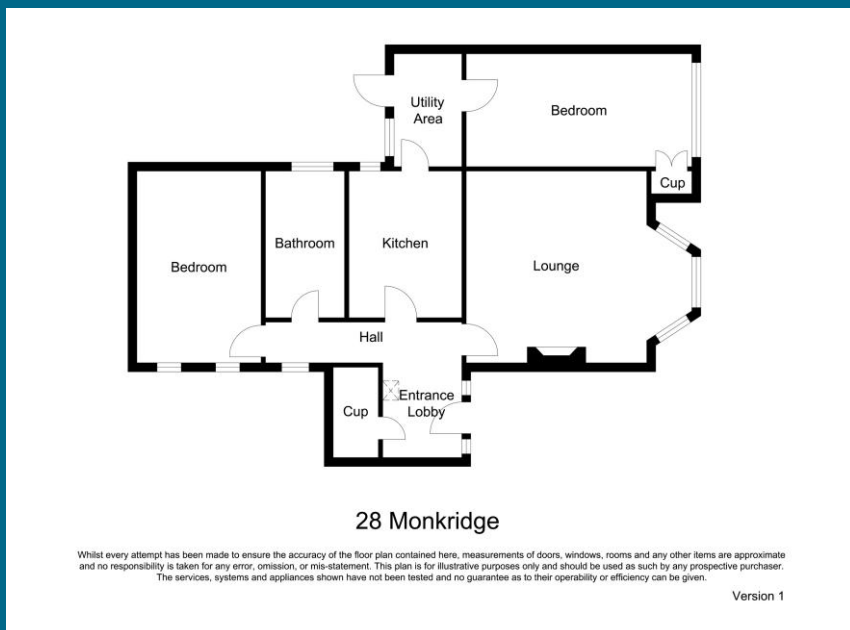 Utility
Area
Bedroom
Cup
Bedroom
Bathroom
Kitchen
Lounge
Hall
Cup
Entrance
Lobby
28 Monkridge
Whilst every attempt has been made to ensure the accuracy of the floor plan contained here, measurements of doors, windows, rooms and any other items are approximate
and no responsibility is taken for any error, omission, or mis-statement. This plan is for illustrative purposes only and should be used as such by any prospective purchaser.
The services, systems and appliances shown have not been tested and no guarantee as to their operability or efficiency can be given.
Version 1